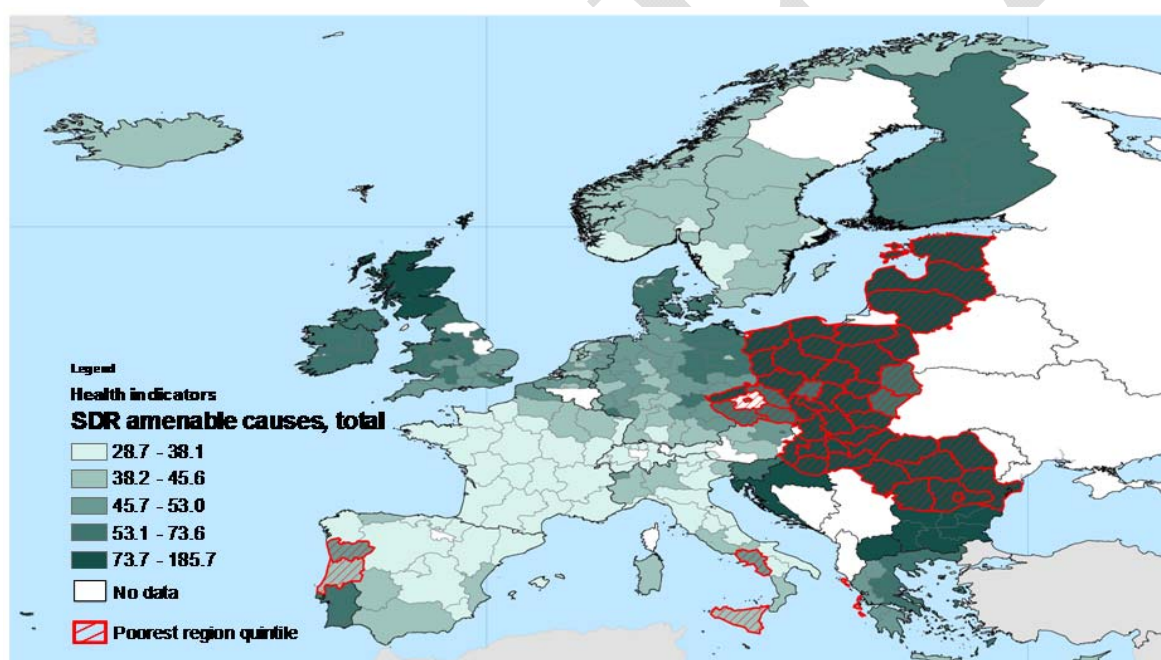 Legend
Health indicators
SDR amenable causes, total
28.7 - 38.1
38.2 - 45.6
45.7 - 53.0
53.1 - 73.6
73.7 - 185.7
No data
Poorest region quintile